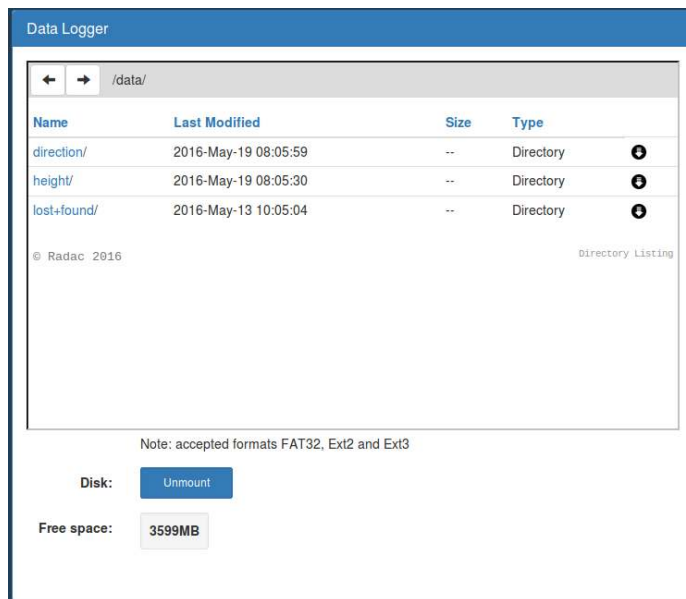 Data Logger
/data/
Name Last Modified Size Type
direction/ 2016-May-19 08:05:59 -- Directory
height/ 2016-May-19 08:05:30 -- Directory
lost+found/ 2016-May-13 10:05:04 -- Directory
© Radac 2016 Directory Listing
Note: accepted formats FAT32, Ext2 and Ext3
Disk: Unmount
Free space: 3599MB